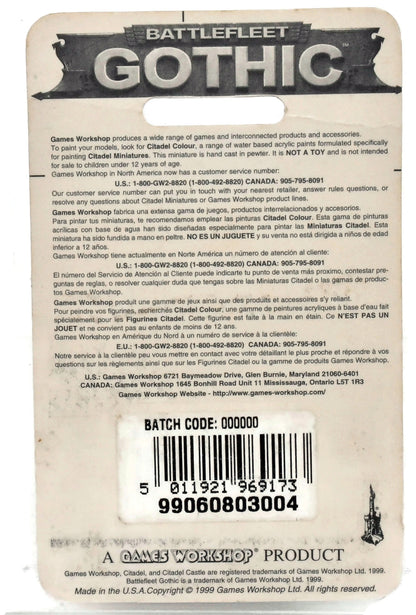 BATTLEFLEET
GOTHIC™
Games Workshop produces a wide range of games and interconnected products and accessories.
To paint your models, look for Citadel Colour, a range of water based acrylic paints formulated specifically
for painting Citadel Miniatures. This miniature is hand cast in pewter. It is NOT A TOY and is not intended
for sale to children under 12 years of age.
Games Workshop in North America now has a customer service number:
U.S.: 1-800-GW2-8820 (1-800-492-8820) CANADA: 905-795-8091
Our customer service number can put you in touch with your nearest retailer, answer rules questions, or
resolve any questions about Citadel Miniatures or Games Workshop product lines.
Games Workshop fabrica una extensa gama de juegos, productos interrelacionados y accesorios.
Para pintar tus miniaturas, te recomendamos emplear las pinturas Citadel Colour. Esta gama de pinturas
acrílicas con base de agua han sido diseñadas especialmente para pintar las Miniaturas Citadel. Esta
miniatura ha sido fundida a mano en peltre. NO ES UN JUGUETE y su venta no está dirigida a niños de edad
inferior a 12 años.
Games Workshop tiene actualmente en Norte América un número de atención al cliente:
U.S.: 1-800-GW2-8820 (1-800-492-8820) CANADA: 905-795-8091
El número del Servicio de Atención al Cliente puede indicarte tu punto de venta más proximo, contestar pre-
guntas de reglas, o resolver cualquier duda que tengas sobre las Miniaturas Citadel o las gamas de produc-
tos Games Workshop.
Games Workshop produit une gamme de jeux ainsi que des produits et accessoires s'y reliant.
Pour peindre vos figurines, recherchés Citadel Colour, une gamme de peintures acryliques à base d'eau fait
spécialement pour les Figurines Citadel. Cette figurine est faite à la main en étain. Ce N'EST PAS UN
JOUET et ne convient pas au enfants de moins de 12 ans.
Games Workshop en Amérique du Nord à un numéro de service à la clientèle:
E.U.: 1-800-GW2-8820 (1-800-492-8820) CANADA: 905-795-8091
Notre service à la clientèle peu vous mettre en contact avec votre détaillant le plus proche et répondre à vos
questions sur les règlements ainsi que sur les Figurines Citadel ou la gamme de produits Games Workshop.
U.S.: Games Workshop 6721 Baymeadow Drive, Glen Burnie, Maryland 21060-6401
CANADA: Games Workshop 1645 Bonhill Road Unit 11 Mississauga, Ontario L5T 1R3
Games Workshop Website - http://www.games-workshop.com/
BATCH CODE: 000000
5 011921 969173
99060803004
A GAMES WORKSHOP® PRODUCT
Games Workshop, Citadel, and Citadel Castle are registered trademarks of Games Workshop Ltd. 1999.
Battlefleet Gothic is a trademark of Games Workshop Ltd. 1999.
Made in the U.S.A. Copyright © 1999 Games Workshop Ltd. All rights reserved.